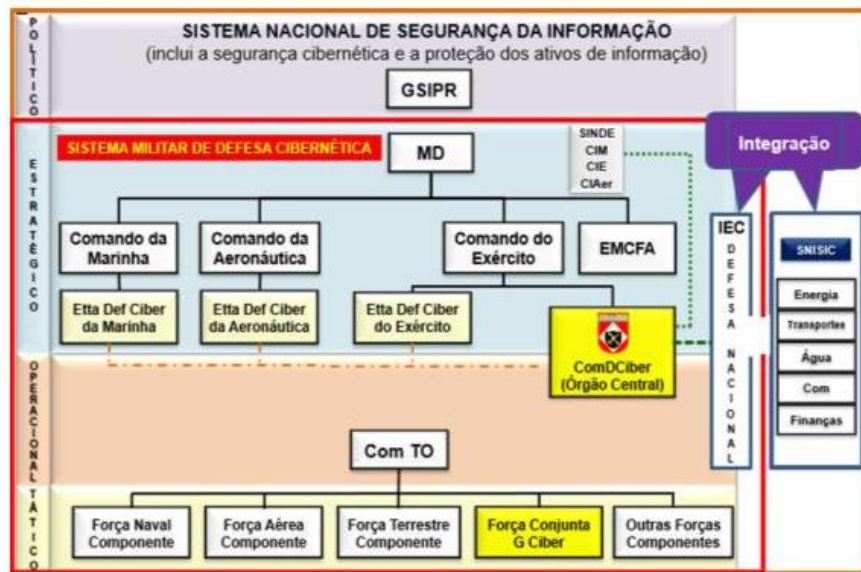 POLÍTICO
SISTEMA NACIONAL DE SEGURANÇA DA INFORMAÇÃO
(inclui a segurança cibernética e a proteção dos ativos de informação)
GSIPR
ESTRATÉGICO
SISTEMA MILITAR DE DEFESA CIBERNÉTICA
MD
SINDE
CIM
CIE
CIAer
Integração
Comando da
Marinha
Comando da
Aeronáutica
Comando do
Exército
EMCFA
Etta Def Ciber
da Marinha
Etta Def Ciber
da Aeronáutica
Etta Def Ciber
do Exército
ComDCiber
(Órgão Central)
IEC
DEFESA NACIONAL
SNISIC
Energia
Transportes
Água
Com
Finanças
OPERACIONAL
Com TO
TÁTICO
Força Naval
Componente
Força Aérea
Componente
Força Terrestre
Componente
Força Conjunta
G Ciber
Outras Forças
Componentes